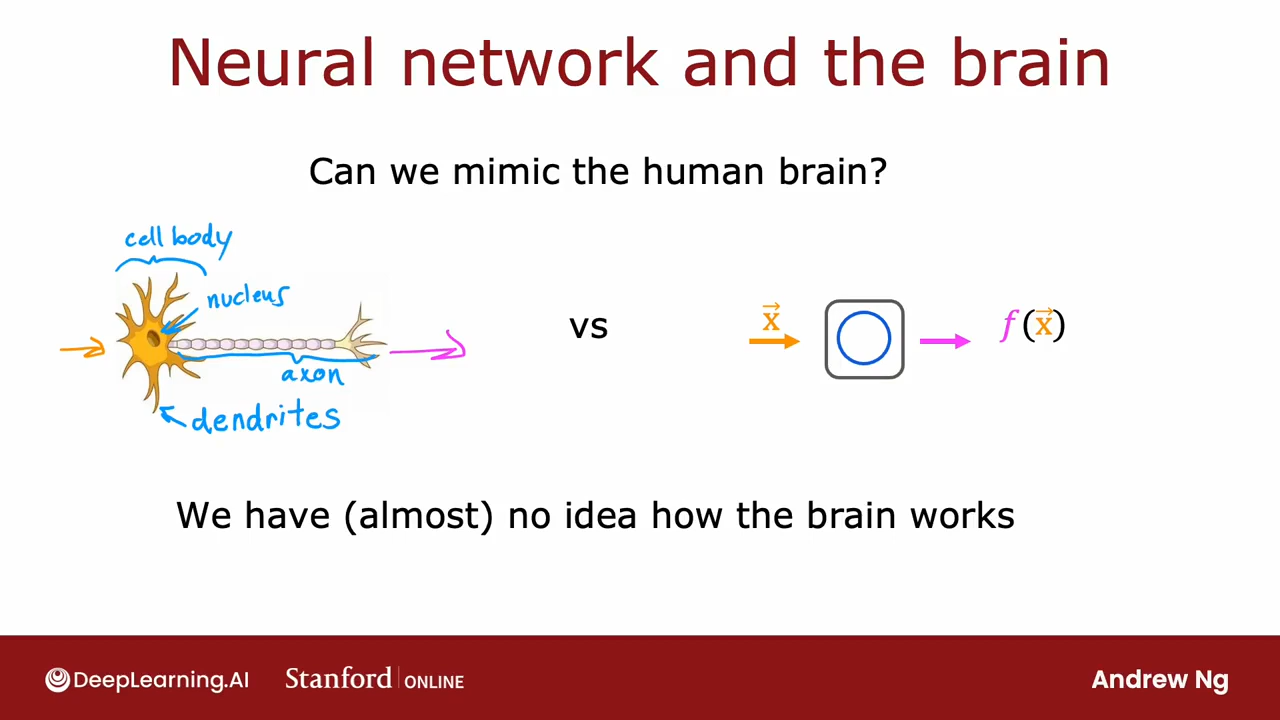 Neural network and the brain
Can we mimic the human brain?
cell body
nucleus
axon
dendrites
vs
x⃗
f(x⃗)
We have (almost) no idea how the brain works
DeepLearning.AI
Stanford | ONLINE
Andrew Ng